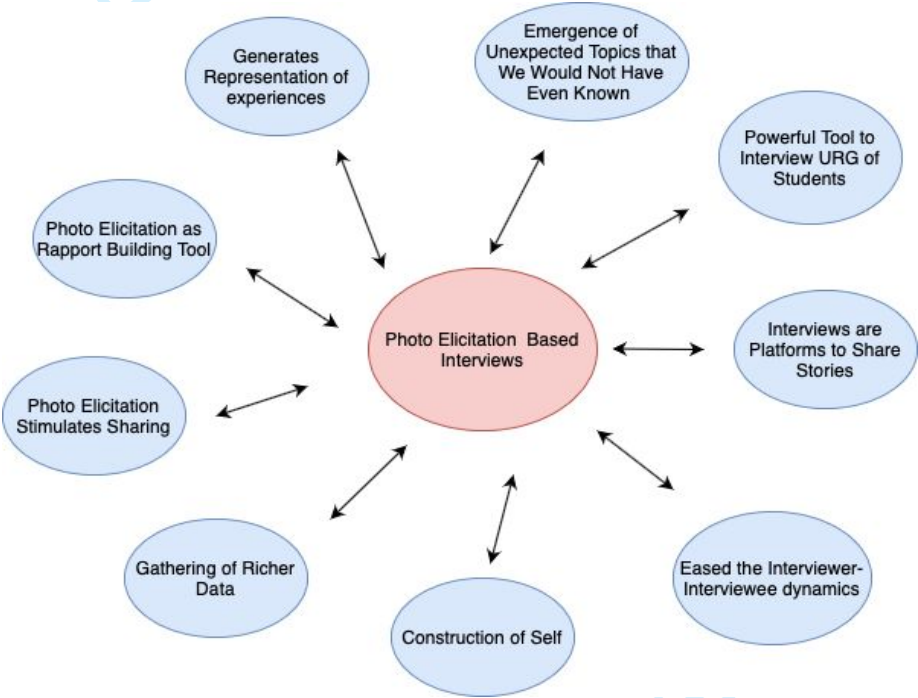 Generates
Representation of
experiences
Emergence of
Unexpected Topics that
We Would Not Have
Even Known
Powerful Tool to
Interview URG of
Students
Photo Elicitation as
Rapport Building Tool
Photo Elicitation Based
Interviews
Interviews are
Platforms to Share
Stories
Photo Elicitation
Stimulates Sharing
Gathering of Richer
Data
Eased the Interviewer-
Interviewee dynamics
Construction of Self